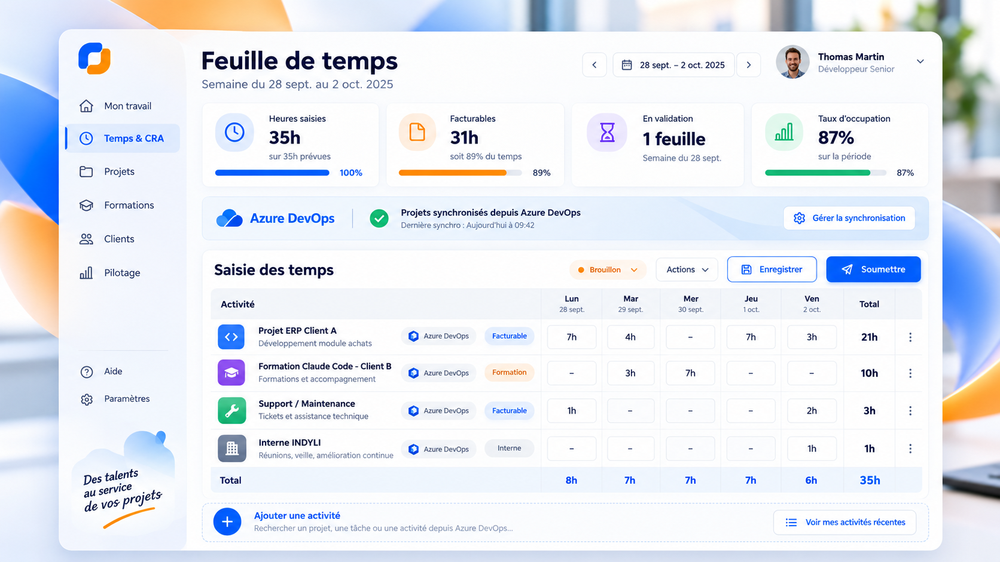 Feuille de temps
Semaine du 28 sept. au 2 oct. 2025
28 sept. – 2 oct. 2025
Thomas Martin
Développeur Senior
Mon travail
Temps & CRA
Projets
Formations
Clients
Pilotage
Aide
Paramètres
Des talents
au service
de vos projets
Heures saisies
35h
sur 35h prévues
100%
Facturables
31h
soit 89% du temps
89%
En validation
1 feuille
Semaine du 28 sept.
Taux d'occupation
87%
sur la période
87%
Azure DevOps
Projets synchronisés depuis Azure DevOps
Dernière synchro : Aujourd'hui à 09:42
Gérer la synchronisation
Saisie des temps
Brouillon
Actions
Enregistrer
Soumettre
Activité Lun Mar Mer Jeu Ven Total
28 sept. 29 sept. 30 sept. 1 oct. 2 oct.
Projet ERP Client A
Développement module achats
Azure DevOps Facturable 7h 4h – 7h 3h 21h
Formation Claude Code - Client B
Formations et accompagnement
Azure DevOps Formation – 3h 7h – – 10h
Support / Maintenance
Tickets et assistance technique
Azure DevOps Facturable 1h – – – 2h 3h
Interne INDYLI
Réunions, veille, amélioration continue
Azure DevOps Interne – – – – 1h 1h
Total 8h 7h 7h 7h 6h 35h
Ajouter une activité
Rechercher un projet, une tâche ou une activité depuis Azure DevOps...
Voir mes activités récentes